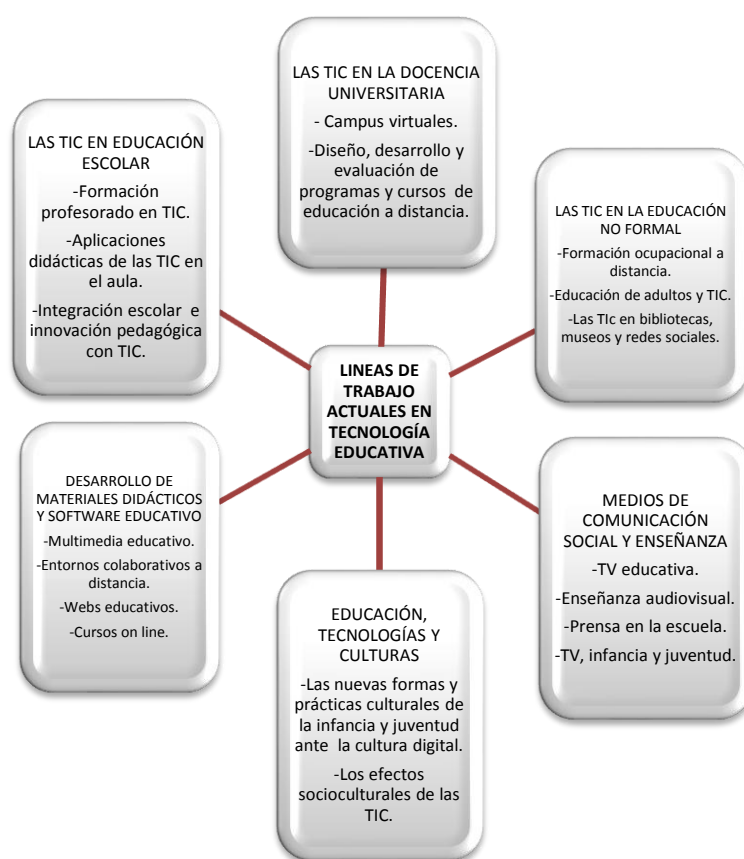 LAS TIC EN LA DOCENCIA
UNIVERSITARIA
- Campus virtuales.
-Diseño, desarrollo y
evaluación de
programas y cursos de
educación a distancia.
LAS TIC EN EDUCACIÓN
ESCOLAR
-Formación
profesorado en TIC.
-Aplicaciones
didácticas de las TIC en
el aula.
-Integración escolar e
innovación pedagógica
con TIC.
LAS TIC EN LA EDUCACIÓN
NO FORMAL
-Formación ocupacional a
distancia.
-Educación de adultos y TIC.
-Las TIc en bibliotecas,
museos y redes sociales.
LINEAS DE
TRABAJO
ACTUALES EN
TECNOLOGÍA
EDUCATIVA
DESARROLLO DE
MATERIALES DIDÁCTICOS
Y SOFTWARE EDUCATIVO
-Multimedia educativo.
-Entornos colaborativos a
distancia.
-Webs educativos.
-Cursos on line.
MEDIOS DE
COMUNICACIÓN
SOCIAL Y ENSEÑANZA
-TV educativa.
-Enseñanza audiovisual.
-Prensa en la escuela.
-TV, infancia y juventud.
EDUCACIÓN,
TECNOLOGÍAS Y
CULTURAS
-Las nuevas formas y
prácticas culturales de
la infancia y juventud
ante la cultura digital.
-Los efectos
socioculturales de las
TIC.